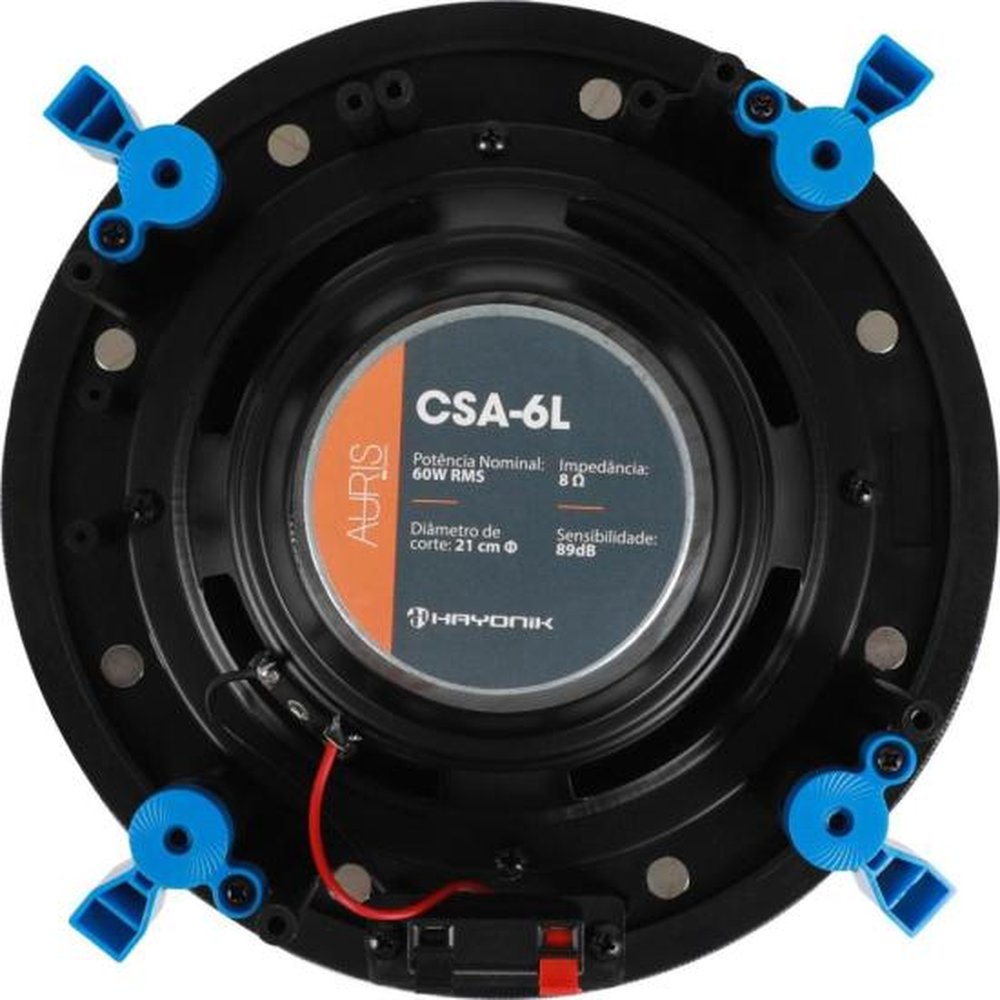 CSA-6L
AURIS
Potência Nominal:
60W RMS
Impedância:
8 Ω
Diâmetro de
corte: 21 cm Φ
Sensibilidade:
89dB
HAYONIK